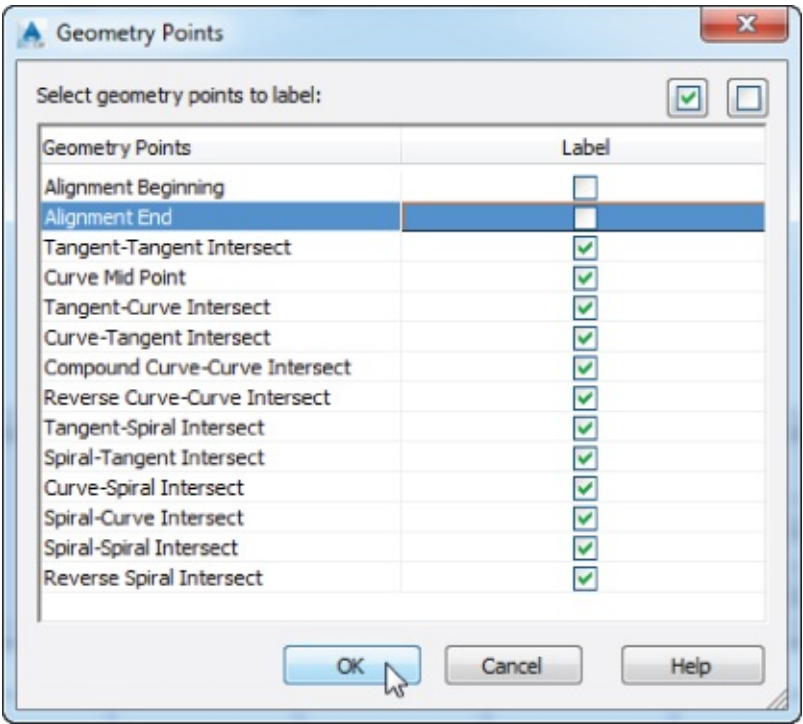 Geometry Points
Select geometry points to label:
Geometry Points Label
Alignment Beginning
Alignment End
Tangent-Tangent Intersect
Curve Mid Point
Tangent-Curve Intersect
Curve-Tangent Intersect
Compound Curve-Curve Intersect
Reverse Curve-Curve Intersect
Tangent-Spiral Intersect
Spiral-Tangent Intersect
Curve-Spiral Intersect
Spiral-Curve Intersect
Spiral-Spiral Intersect
Reverse Spiral Intersect
OK Cancel Help